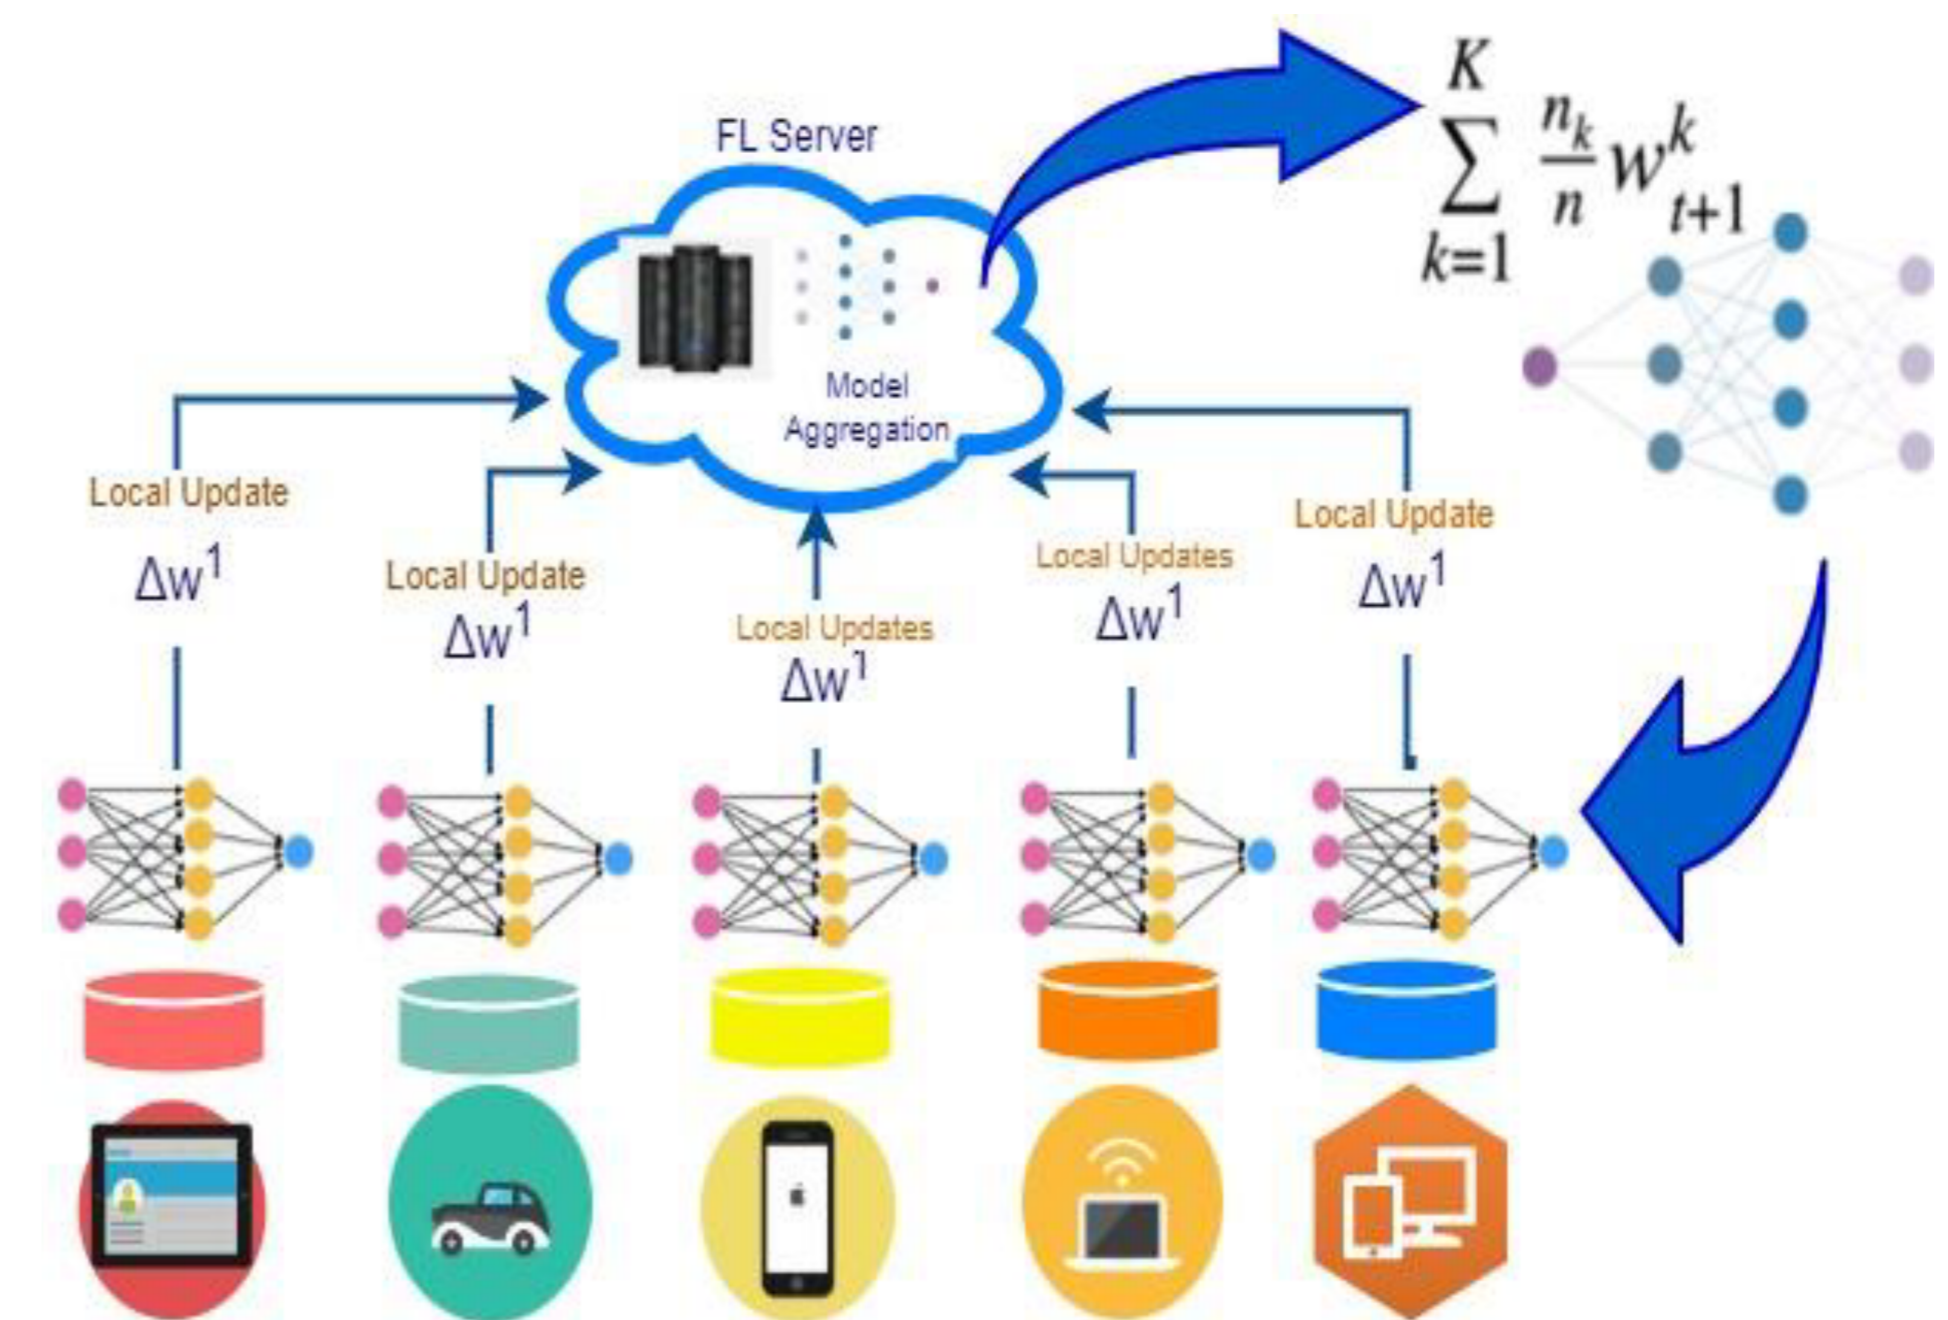 FL Server
K
∑ n_k/n w^k_{t+1}
k=1
Model
Aggregation
Local Update
Δw¹
Local Update
Δw¹
Local Updates
Δw¹
Local Updates
Δw¹
Local Update
Δw¹